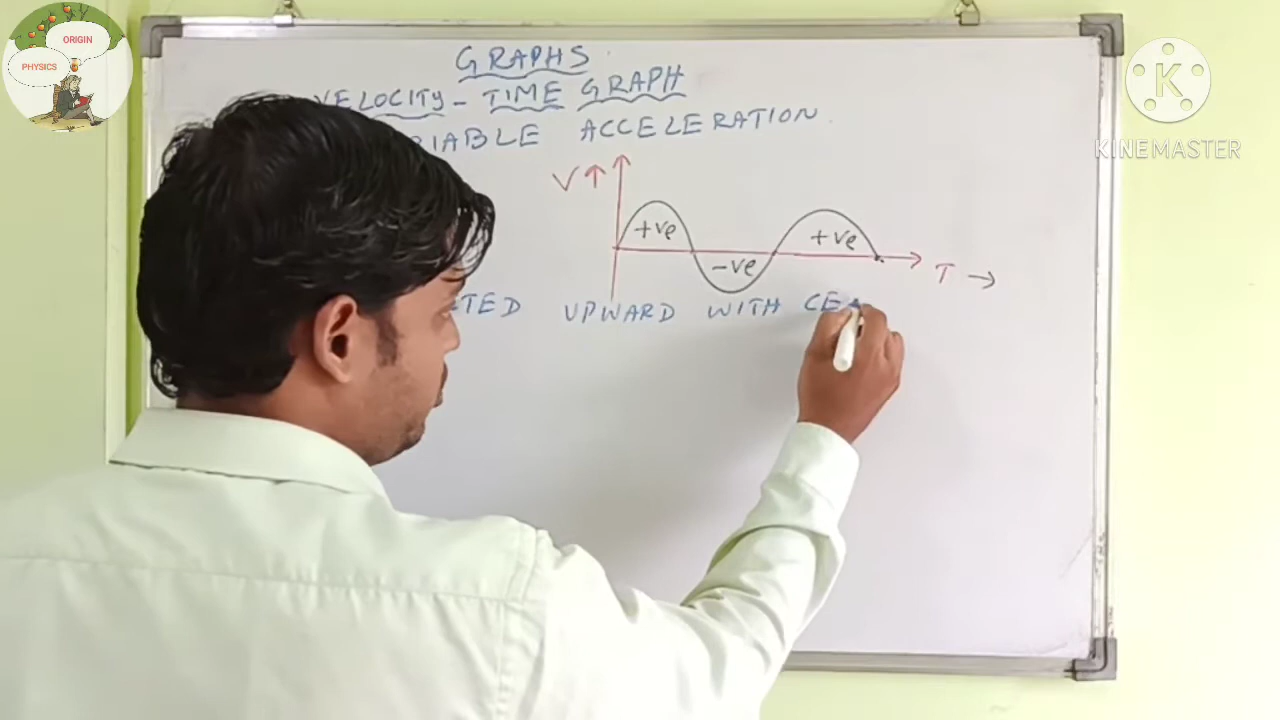 ORIGIN
PHYSICS
K
KINEMASTER
GRAPHS
VELOCITY - TIME GRAPH
ACCELERATION
V ↑
+ve
-ve
+ve
T →
UPWARD WITH